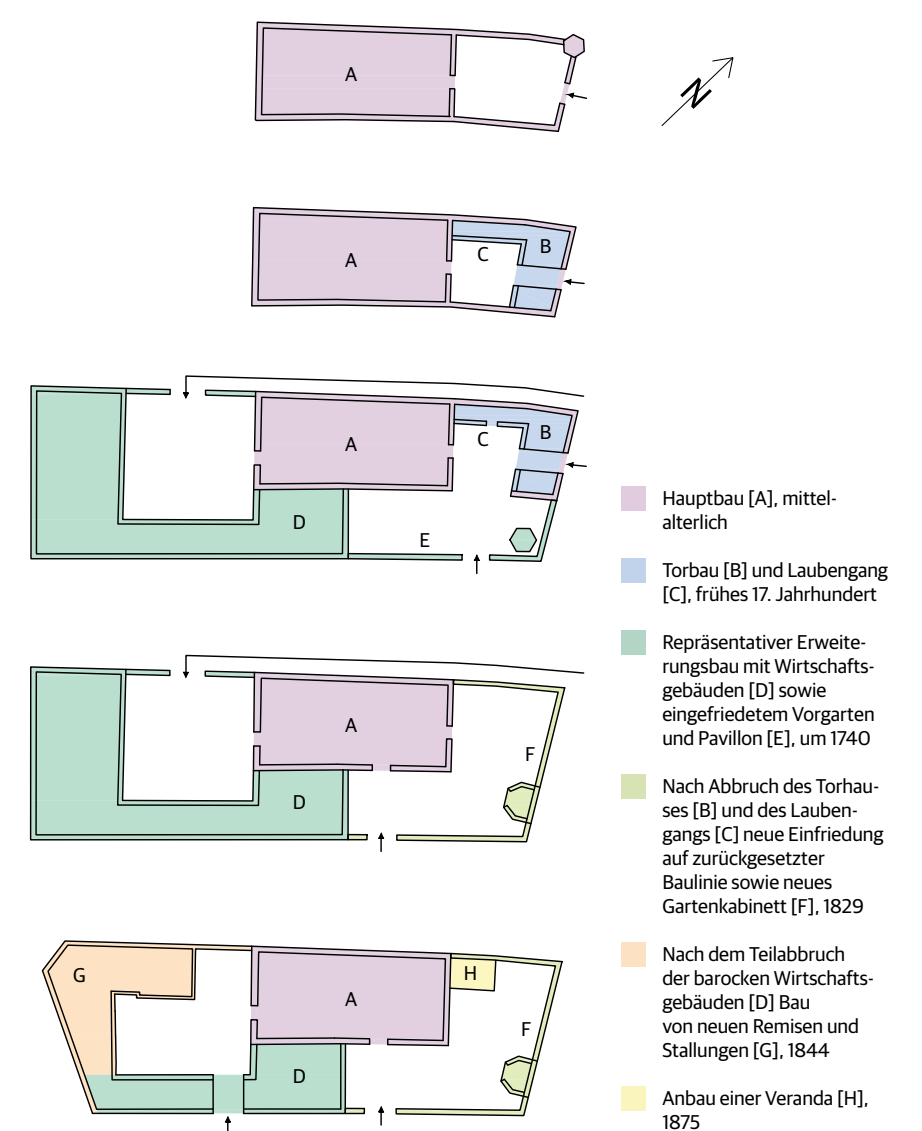 A
N
A
B
C
A
B
C
D
E
A
F
D
G
A
H
F
D
Hauptbau [A], mittel-
alterlich
Torbau [B] und Laubengang
[C], frühes 17. Jahrhundert
Repräsentativer Erweite-
rungsbau mit Wirtschafts-
gebäuden [D] sowie
eingefriedetem Vorgarten
und Pavillon [E], um 1740
Nach Abbruch des Torhau-
ses [B] und des Lauben-
gangs [C] neue Einfriedung
auf zurückgesetzter
Baulinie sowie neues
Gartenkabinett [F], 1829
Nach dem Teilabbruch
der barocken Wirtschafts-
gebäuden [D] Bau
von neuen Remisen und
Stallungen [G], 1844
Anbau einer Veranda [H],
1875